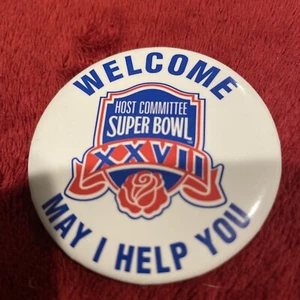 WELCOME
HOST COMMITTEE
SUPER BOWL
XXVII
MAY I HELP YOU